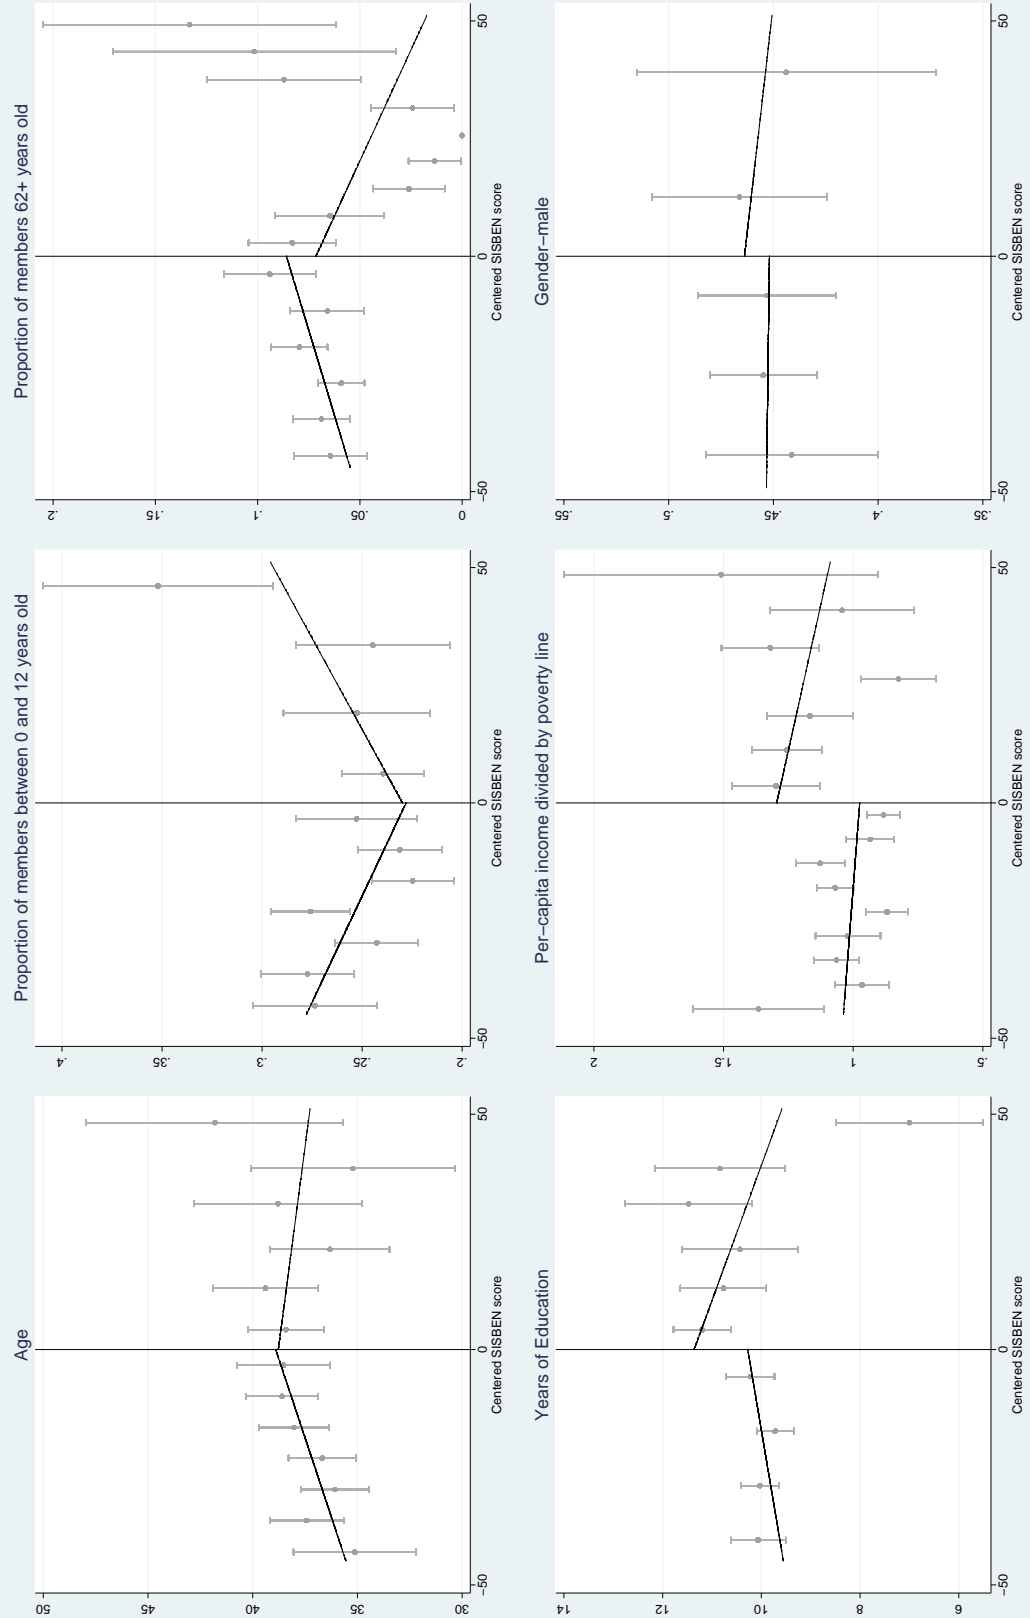 Age
50
45
40
35
30
−50 0 50
Centered SISBEN score
Proportion of members between 0 and 12 years old
.4
.35
.3
.25
.2
−50 0 50
Centered SISBEN score
Proportion of members 62+ years old
.2
.15
.1
.05
0
−50 0 50
Centered SISBEN score
Years of Education
14
12
10
8
6
−50 0 50
Centered SISBEN score
Per−capita income divided by poverty line
2
1.5
1
.5
−50 0 50
Centered SISBEN score
Gender−male
.55
.5
.45
.4
.35
−50 0 50
Centered SISBEN score